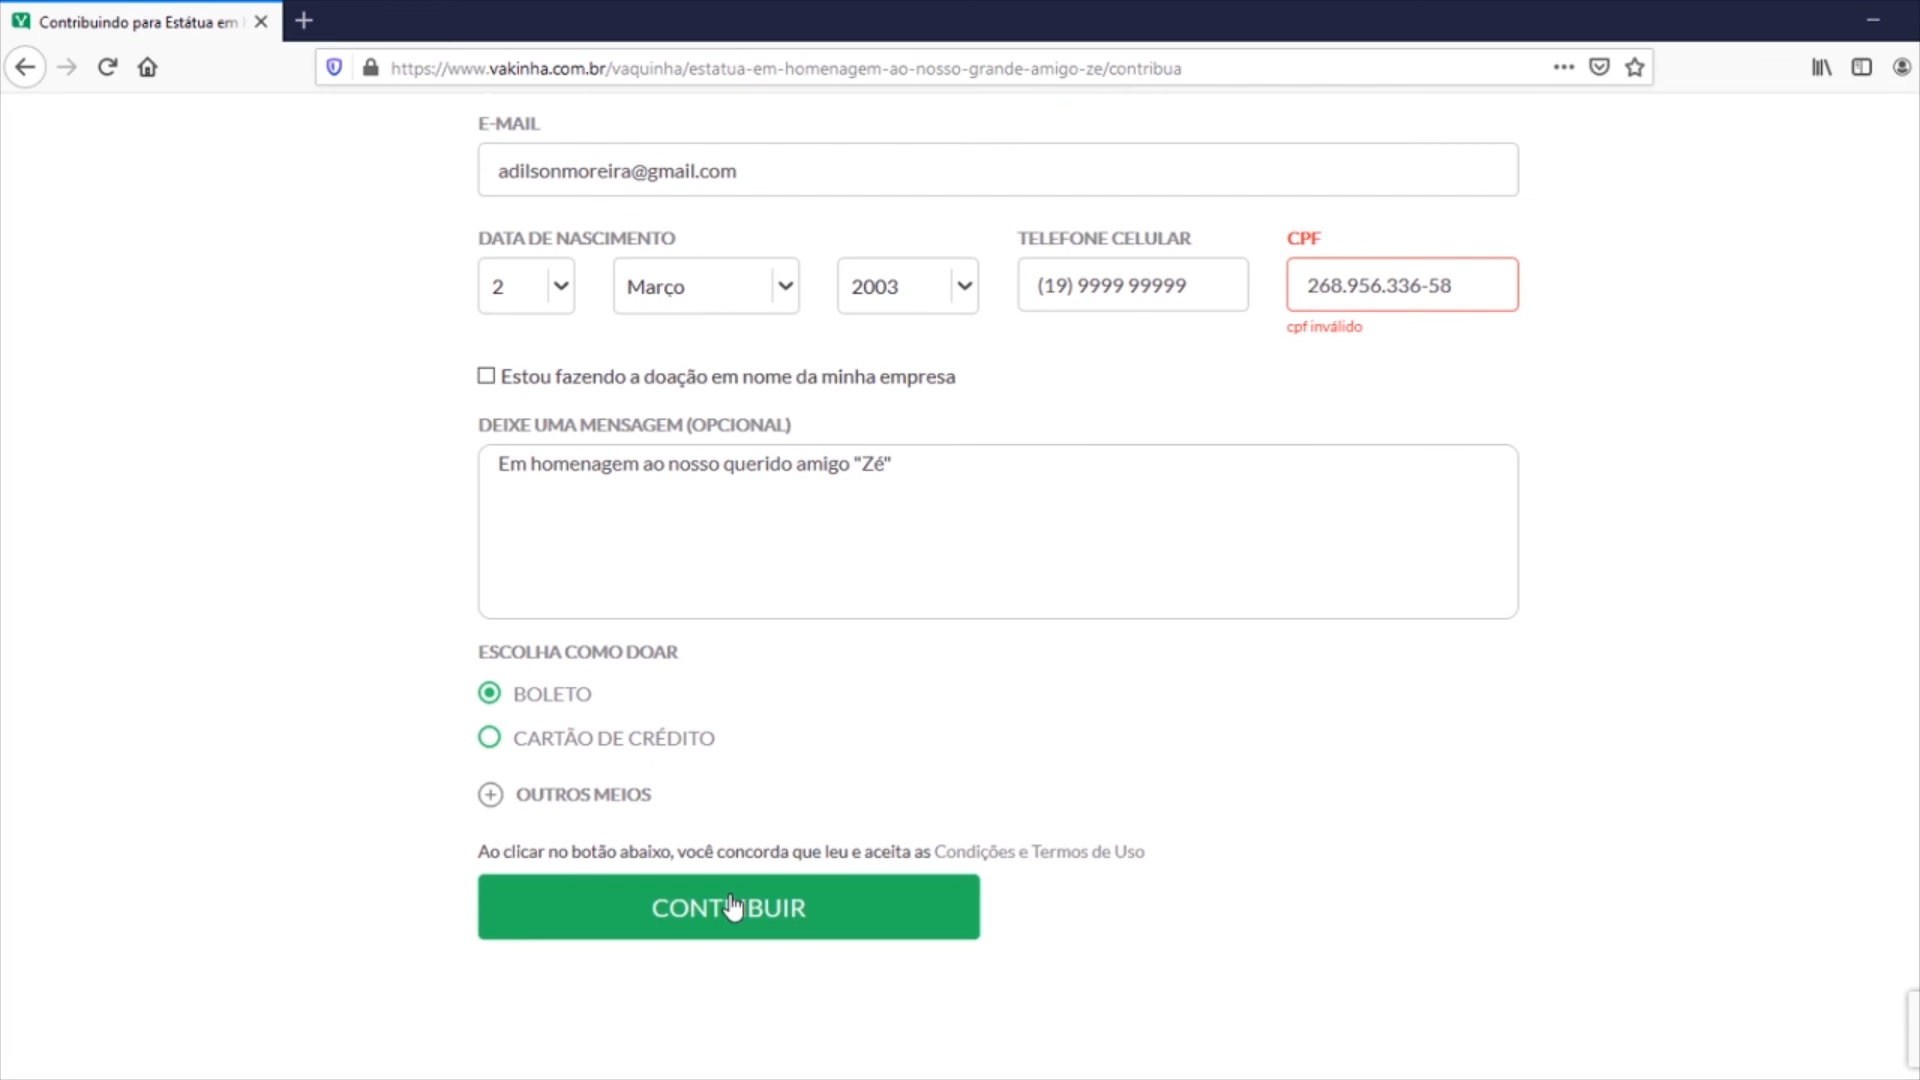 Contribuindo para Estátua em
https://www.vakinha.com.br/vaquinha/estatua-em-homenagem-ao-nosso-grande-amigo-ze/contribua
E-MAIL
adilsonmoreira@gmail.com
DATA DE NASCIMENTO
TELEFONE CELULAR
CPF
2
Março
2003
(19) 9999 99999
268.956.336-58
cpf inválido
Estou fazendo a doação em nome da minha empresa
DEIXE UMA MENSAGEM (OPCIONAL)
Em homenagem ao nosso querido amigo "Zé"
ESCOLHA COMO DOAR
BOLETO
CARTÃO DE CRÉDITO
OUTROS MEIOS
Ao clicar no botão abaixo, você concorda que leu e aceita as Condições e Termos de Uso
CONTRIBUIR